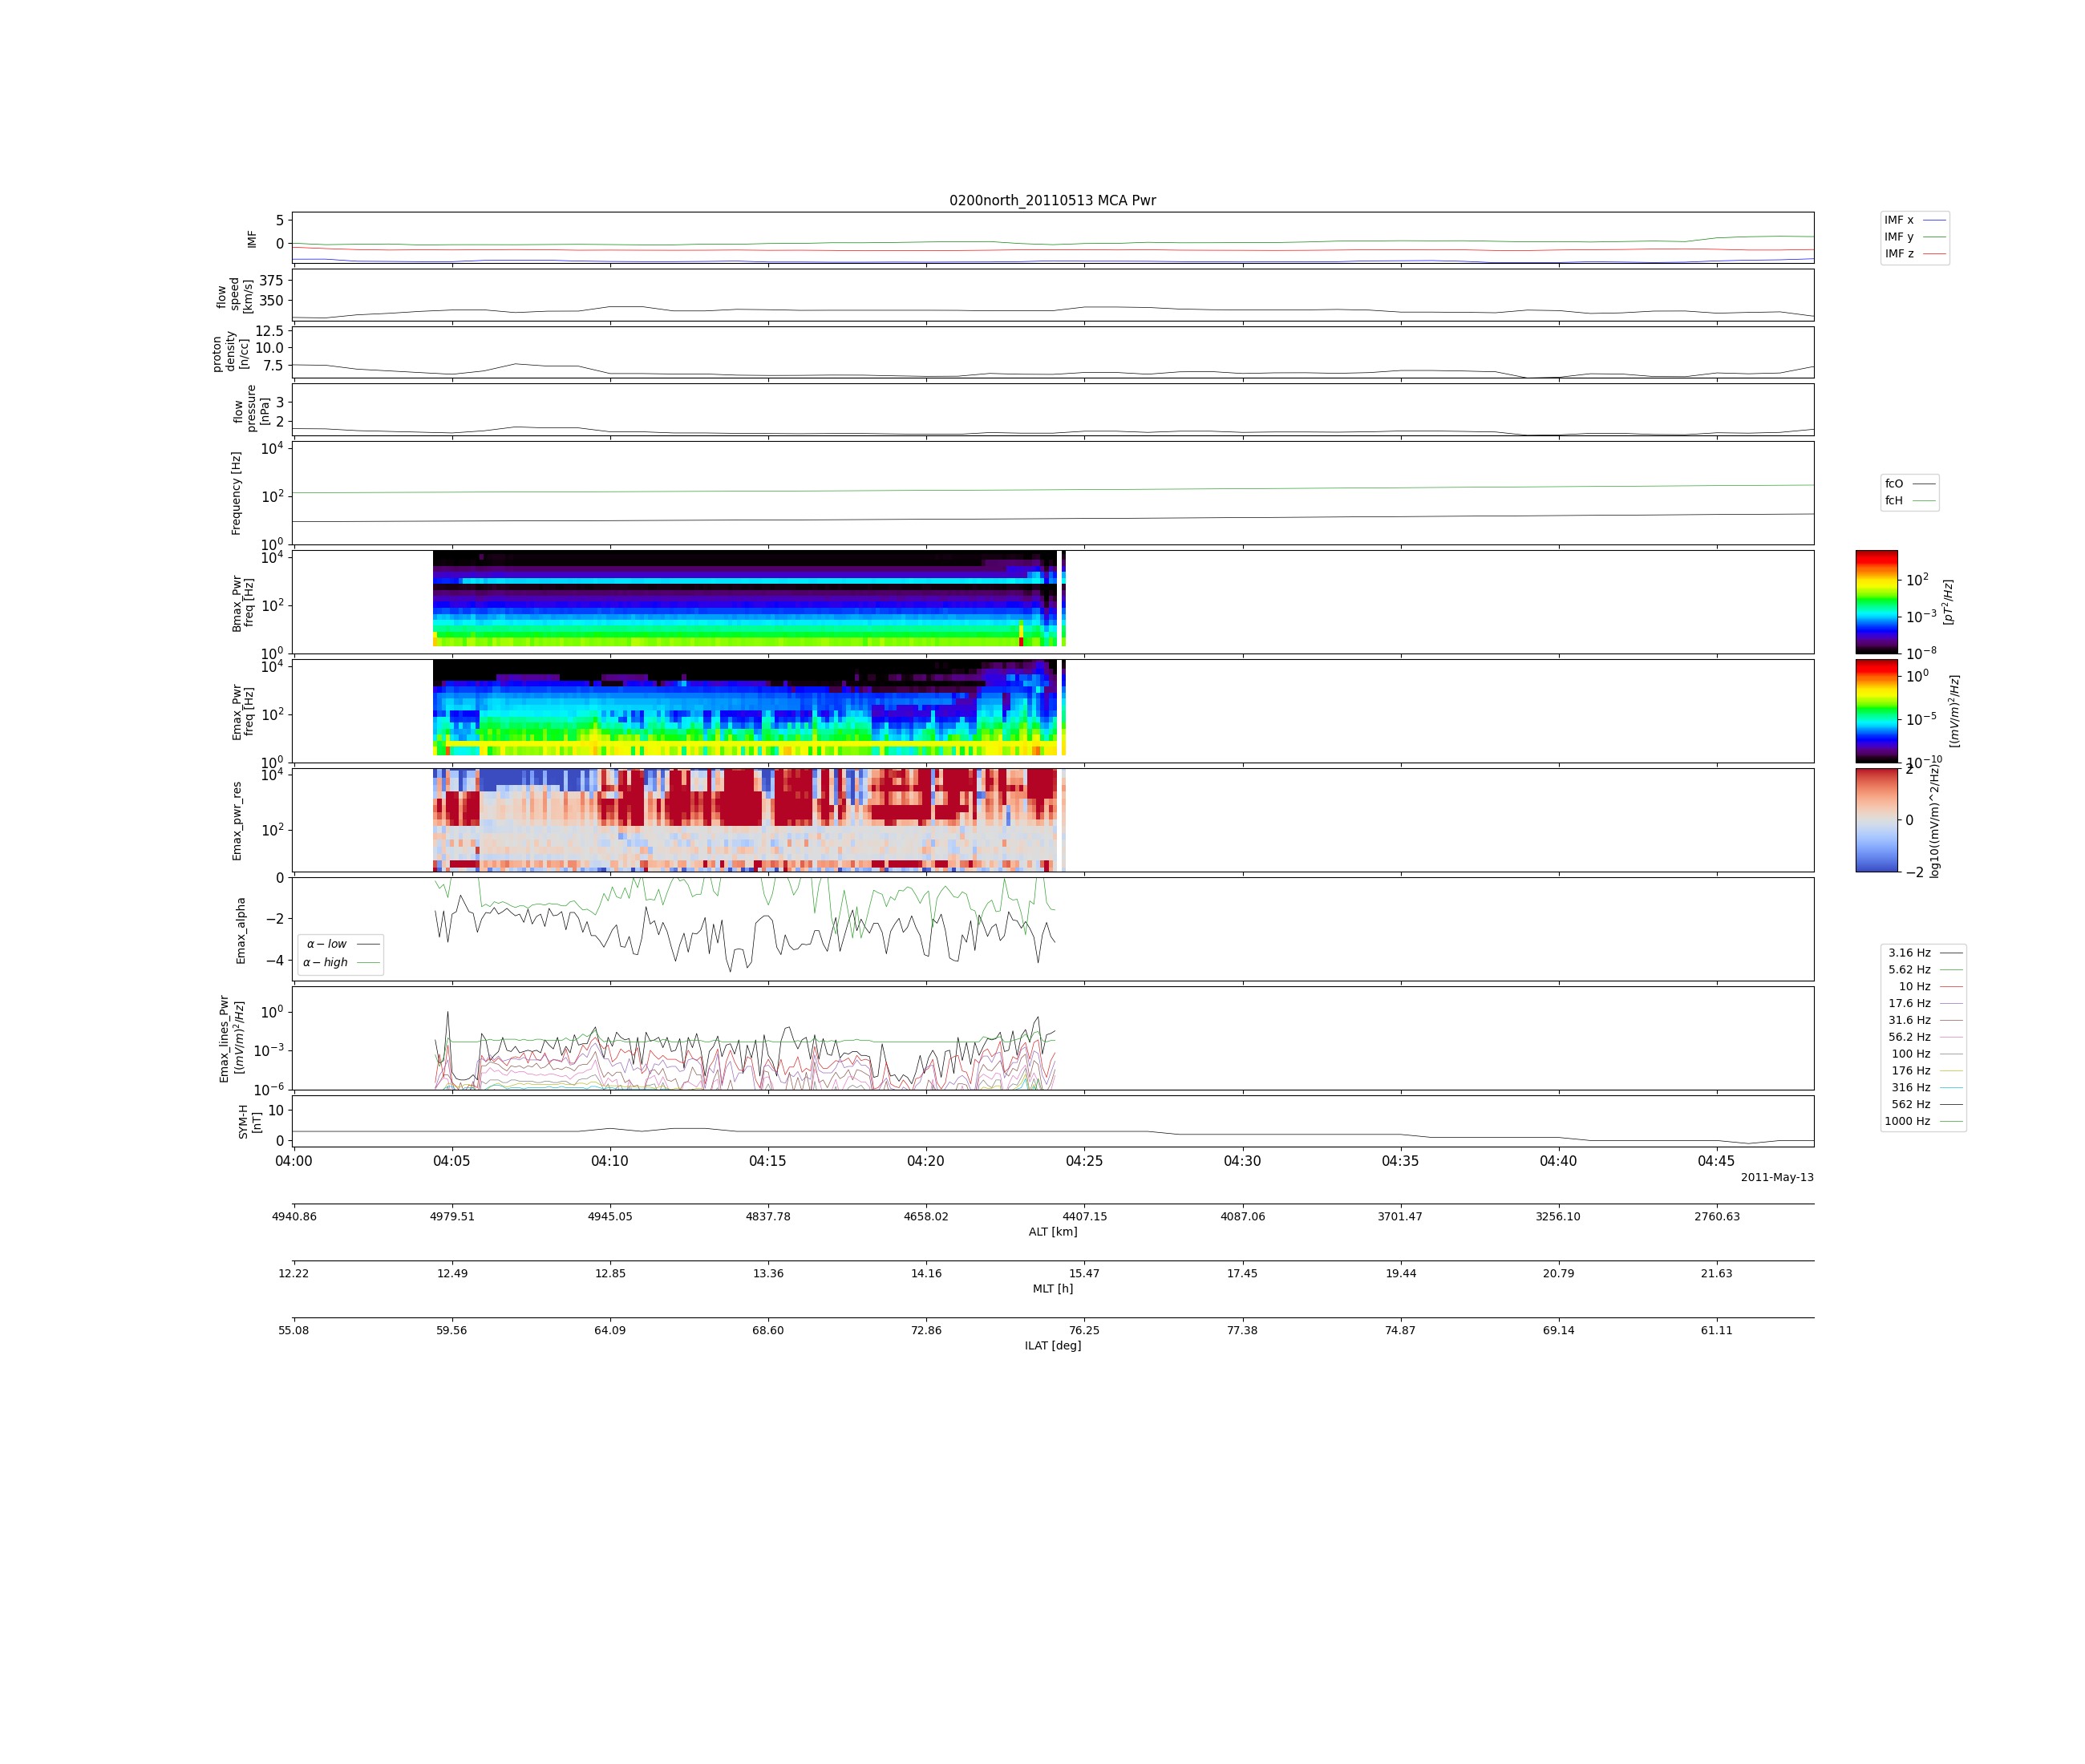 0200north_20110513 MCA Pwr
IMF
5
0
IMF x
IMF y
IMF z
flow
speed
[km/s]
375
350
proton
density
[n/cc]
12.5
10.0
7.5
flow
pressure
[nPa]
3
2
Frequency [Hz]
10^4
10^2
10^0
fcO
fcH
Bmax_Pwr
freq [Hz]
10^4
10^2
10^0
10^2
10^-3
10^-8
[pT^2/Hz]
Emax_Pwr
freq [Hz]
10^4
10^2
10^0
10^0
10^-5
10^-10
[(mV/m)^2/Hz]
Emax_pwr_res
10^4
10^2
2
0
−2
log10((mV/m)^2/Hz)
Emax_alpha
0
−2
−4
α − low
α − high
Emax_lines_Pwr
[(mV/m)^2/Hz]
10^0
10^-3
10^-6
3.16 Hz
5.62 Hz
10 Hz
17.6 Hz
31.6 Hz
56.2 Hz
100 Hz
176 Hz
316 Hz
562 Hz
1000 Hz
SYM-H
[nT]
10
0
04:00 04:05 04:10 04:15 04:20 04:25 04:30 04:35 04:40 04:45
2011-May-13
4940.86 4979.51 4945.05 4837.78 4658.02 4407.15 4087.06 3701.47 3256.10 2760.63
ALT [km]
12.22 12.49 12.85 13.36 14.16 15.47 17.45 19.44 20.79 21.63
MLT [h]
55.08 59.56 64.09 68.60 72.86 76.25 77.38 74.87 69.14 61.11
ILAT [deg]